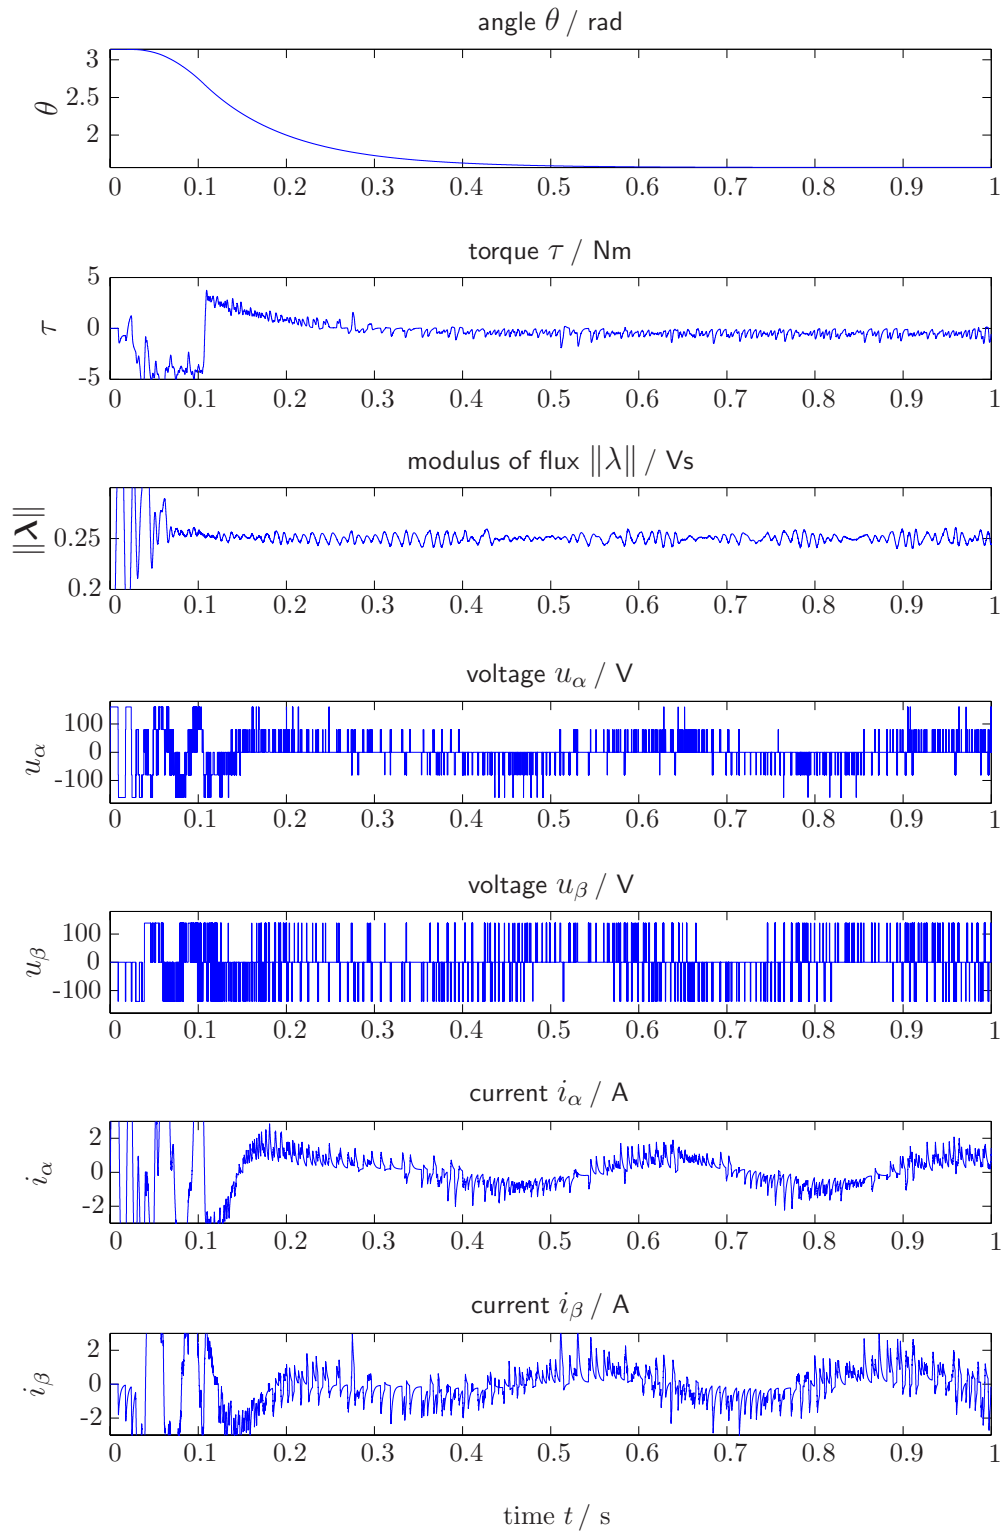 angle θ / rad
3
2.5
2
θ
0 0.1 0.2 0.3 0.4 0.5 0.6 0.7 0.8 0.9 1
torque τ / Nm
5
0
-5
τ
0 0.1 0.2 0.3 0.4 0.5 0.6 0.7 0.8 0.9 1
modulus of flux ‖λ‖ / Vs
0.25
0.2
‖λ‖
0 0.1 0.2 0.3 0.4 0.5 0.6 0.7 0.8 0.9 1
voltage u_α / V
100
0
-100
u_α
0 0.1 0.2 0.3 0.4 0.5 0.6 0.7 0.8 0.9 1
voltage u_β / V
100
0
-100
u_β
0 0.1 0.2 0.3 0.4 0.5 0.6 0.7 0.8 0.9 1
current i_α / A
2
0
-2
i_α
0 0.1 0.2 0.3 0.4 0.5 0.6 0.7 0.8 0.9 1
current i_β / A
2
0
-2
i_β
0 0.1 0.2 0.3 0.4 0.5 0.6 0.7 0.8 0.9 1
time t / s